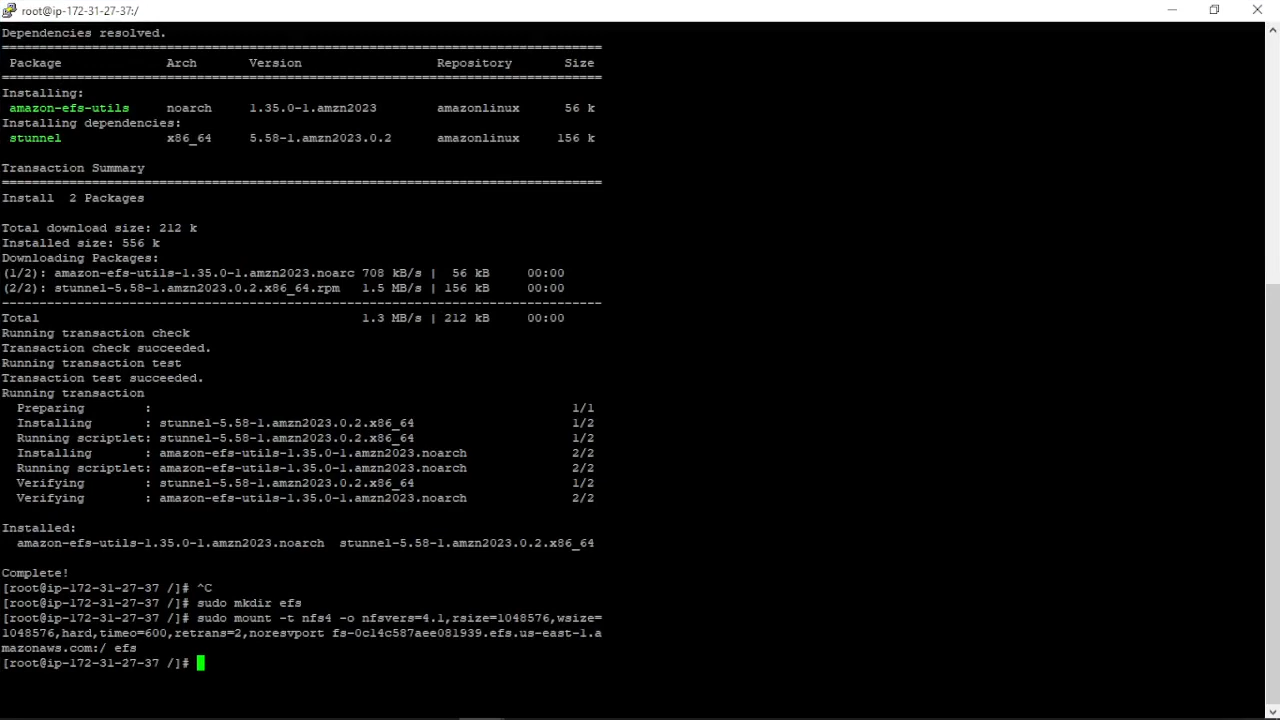 root@ip-172-31-27-37:/
Dependencies resolved.
================================================================================
Package Arch Version Repository Size
================================================================================
Installing:
amazon-efs-utils noarch 1.35.0-1.amzn2023 amazonlinux 56 k
Installing dependencies:
stunnel x86_64 5.58-1.amzn2023.0.2 amazonlinux 156 k
Transaction Summary
================================================================================
Install 2 Packages
Total download size: 212 k
Installed size: 556 k
Downloading Packages:
(1/2): amazon-efs-utils-1.35.0-1.amzn2023.noarc 708 kB/s | 56 kB 00:00
(2/2): stunnel-5.58-1.amzn2023.0.2.x86_64.rpm 1.5 MB/s | 156 kB 00:00
--------------------------------------------------------------------------------
Total 1.3 MB/s | 212 kB 00:00
Running transaction check
Transaction check succeeded.
Running transaction test
Transaction test succeeded.
Running transaction
Preparing : 1/1
Installing : stunnel-5.58-1.amzn2023.0.2.x86_64 1/2
Running scriptlet: stunnel-5.58-1.amzn2023.0.2.x86_64 1/2
Installing : amazon-efs-utils-1.35.0-1.amzn2023.noarch 2/2
Running scriptlet: amazon-efs-utils-1.35.0-1.amzn2023.noarch 2/2
Verifying : stunnel-5.58-1.amzn2023.0.2.x86_64 1/2
Verifying : amazon-efs-utils-1.35.0-1.amzn2023.noarch 2/2
Installed:
amazon-efs-utils-1.35.0-1.amzn2023.noarch stunnel-5.58-1.amzn2023.0.2.x86_64
Complete!
[root@ip-172-31-27-37 /]# ^C
[root@ip-172-31-27-37 /]# sudo mkdir efs
[root@ip-172-31-27-37 /]# sudo mount -t nfs4 -o nfsvers=4.1,rsize=1048576,wsize=
1048576,hard,timeo=600,retrans=2,noresvport fs-0c14c587aee081939.efs.us-east-1.a
mazonaws.com:/ efs
[root@ip-172-31-27-37 /]#